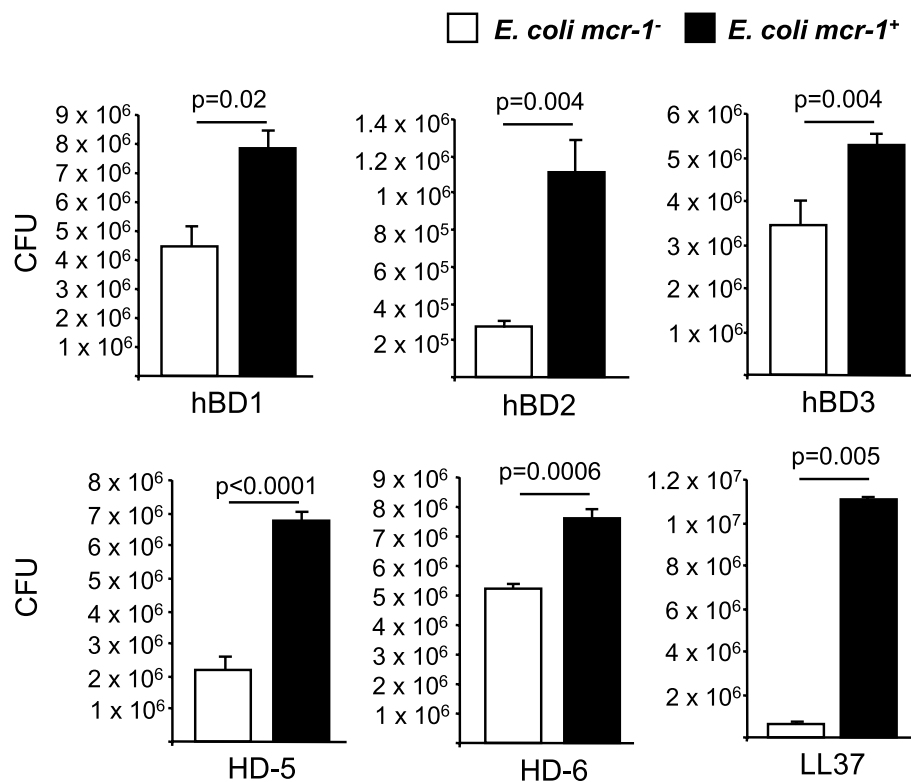 E. coli mcr-1⁻ E. coli mcr-1⁺
p=0.02
9 x 10⁶
8 x 10⁶
7 x 10⁶
6 x 10⁶
5 x 10⁶
4 x 10⁶
3 x 10⁶
2 x 10⁶
1 x 10⁶
CFU
hBD1
p=0.004
1.4 x 10⁶
1.2 x 10⁶
1 x 10⁶
8 x 10⁵
6 x 10⁵
4 x 10⁵
2 x 10⁵
hBD2
p=0.004
6 x 10⁶
5 x 10⁶
4 x 10⁶
3 x 10⁶
2 x 10⁶
1 x 10⁶
hBD3
p<0.0001
8 x 10⁶
7 x 10⁶
6 x 10⁶
5 x 10⁶
4 x 10⁶
3 x 10⁶
2 x 10⁶
1 x 10⁶
CFU
HD-5
p=0.0006
9 x 10⁶
8 x 10⁶
7 x 10⁶
6 x 10⁶
5 x 10⁶
4 x 10⁶
3 x 10⁶
2 x 10⁶
1 x 10⁶
HD-6
p=0.005
1.2 x 10⁷
1 x 10⁷
8 x 10⁶
6 x 10⁶
4 x 10⁶
2 x 10⁶
LL37